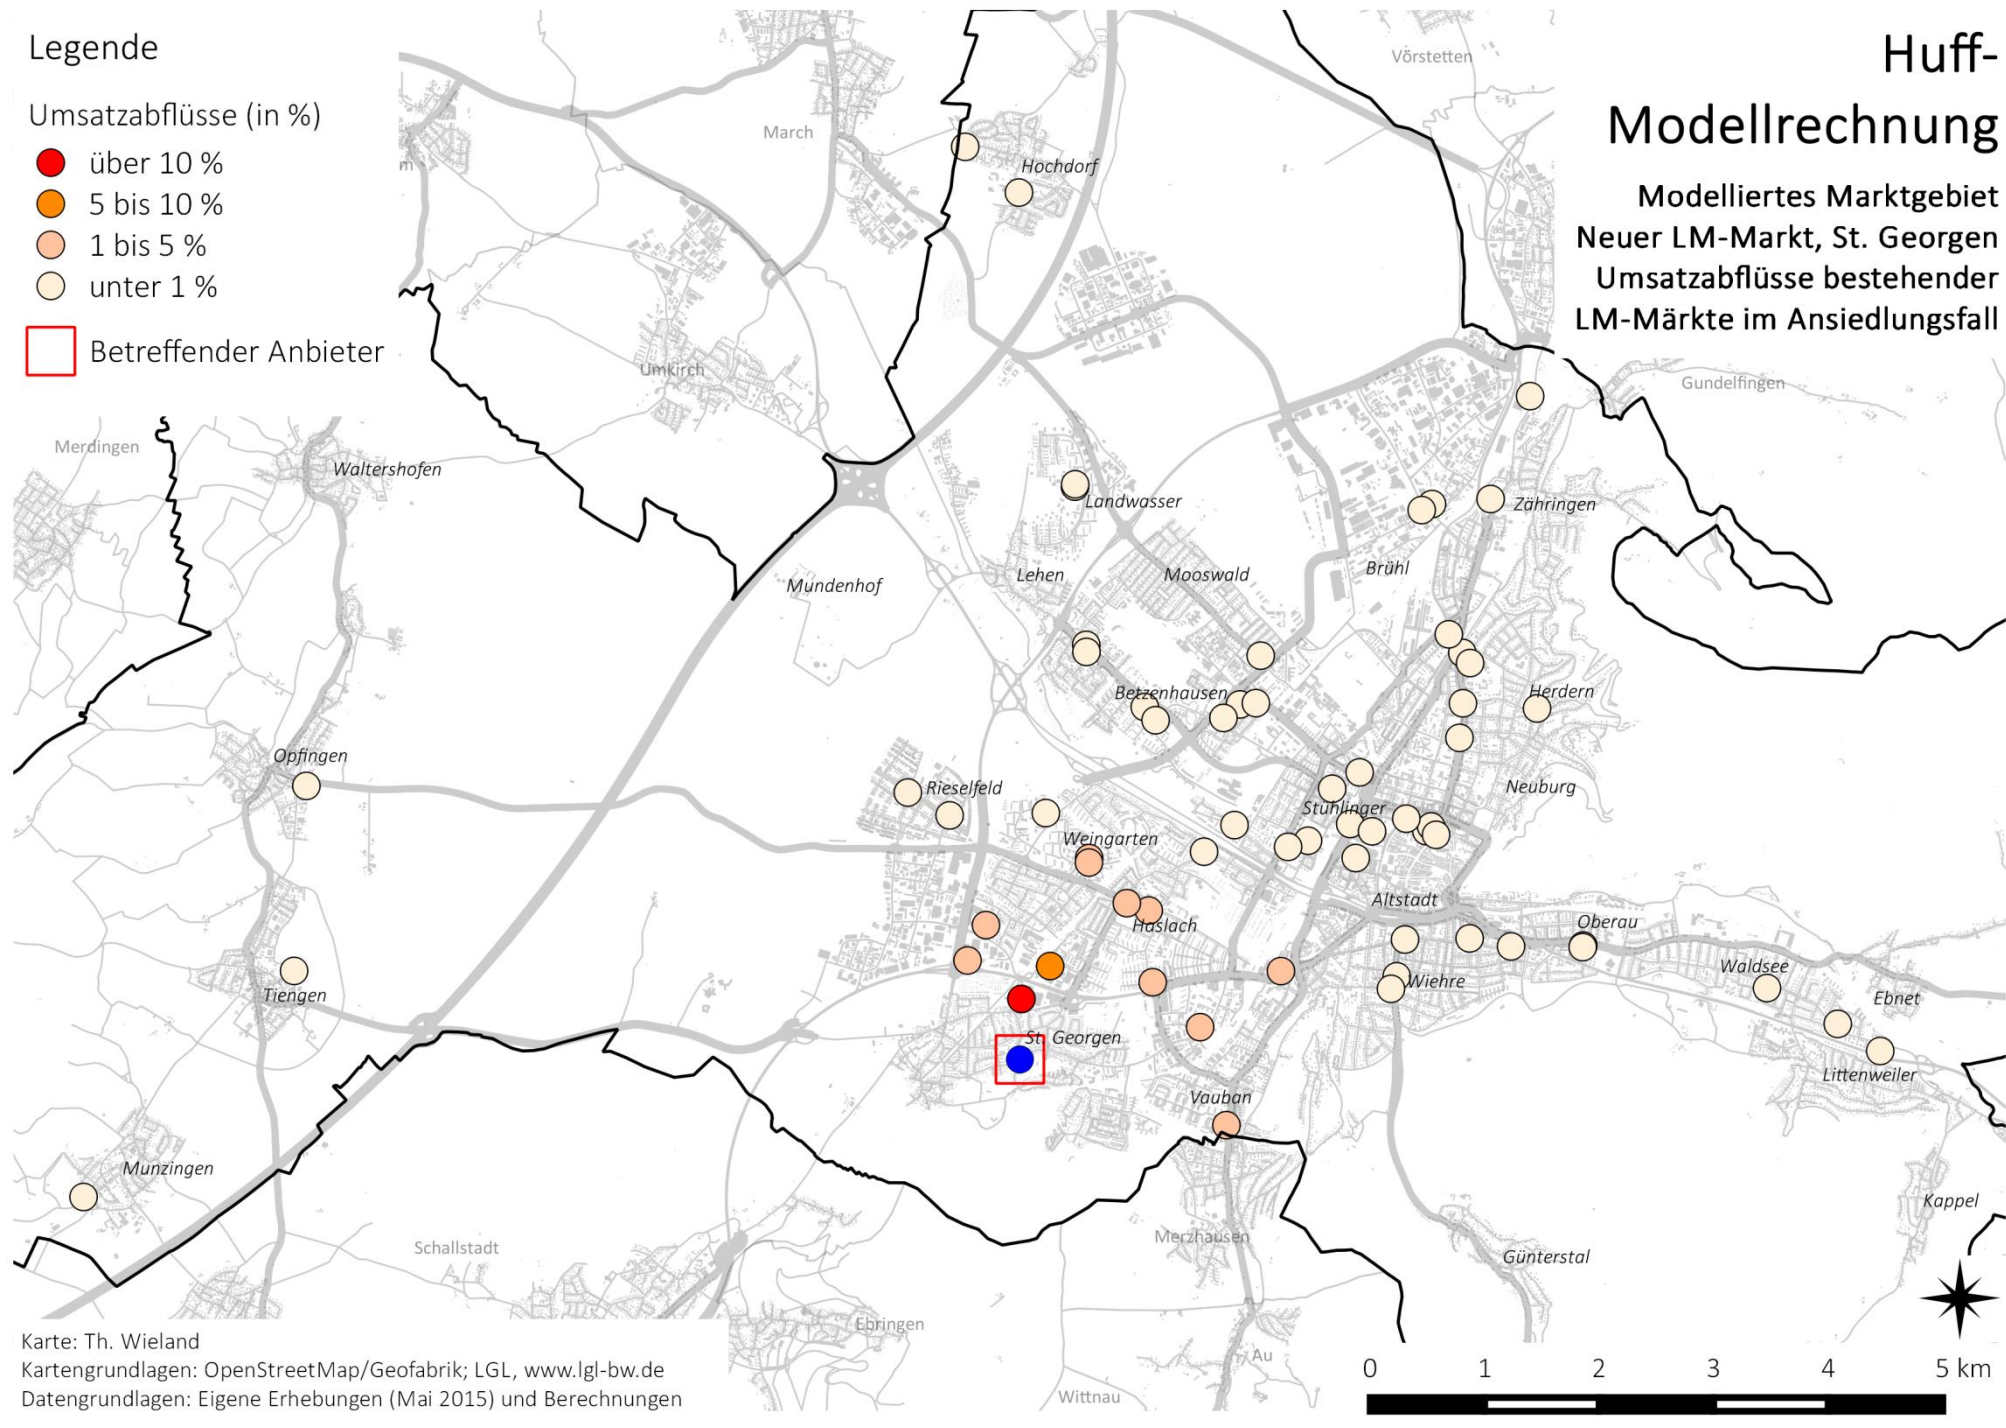 Legende
Umsatzabflüsse (in %)
über 10 %
5 bis 10 %
1 bis 5 %
unter 1 %
Betreffender Anbieter
Huff-
Modellrechnung
Modelliertes Marktgebiet
Neuer LM-Markt, St. Georgen
Umsatzabflüsse bestehender
LM-Märkte im Ansiedlungsfall
Vörstetten
March
m
Hochdorf
Umkirch
Gundelfingen
Merdingen
Waltershofen
Landwasser
Zähringen
Lehen
Mooswald
Brühl
Mundenhof
Betzenhausen
Herdern
Opfingen
Rieselfeld
Neuburg
Stühlinger
Weingarten
Altstadt
Haslach
Oberau
Waldsee
Wiehre
Ebnet
Tiengen
St. Georgen
Littenweiler
Vauban
Munzingen
Kappel
Merzhausen
Schallstadt
Günterstal
Ebringen
Au
Wittnau
Karte: Th. Wieland
Kartengrundlagen: OpenStreetMap/Geofabrik; LGL, www.lgl-bw.de
Datengrundlagen: Eigene Erhebungen (Mai 2015) und Berechnungen
0 1 2 3 4 5 km